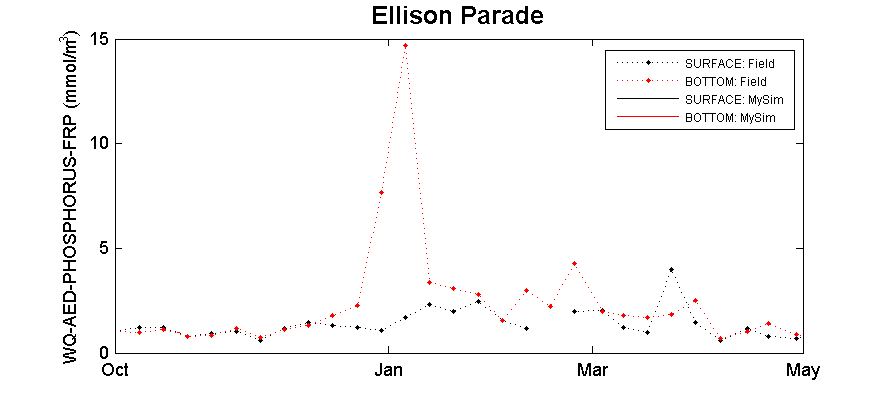 Ellison Parade
WQ-AED-PHOSPHORUS-FRP (mmol/m³)
15
10
5
0
Oct
Jan
Mar
May
SURFACE: Field
BOTTOM: Field
SURFACE: MySim
BOTTOM: MySim